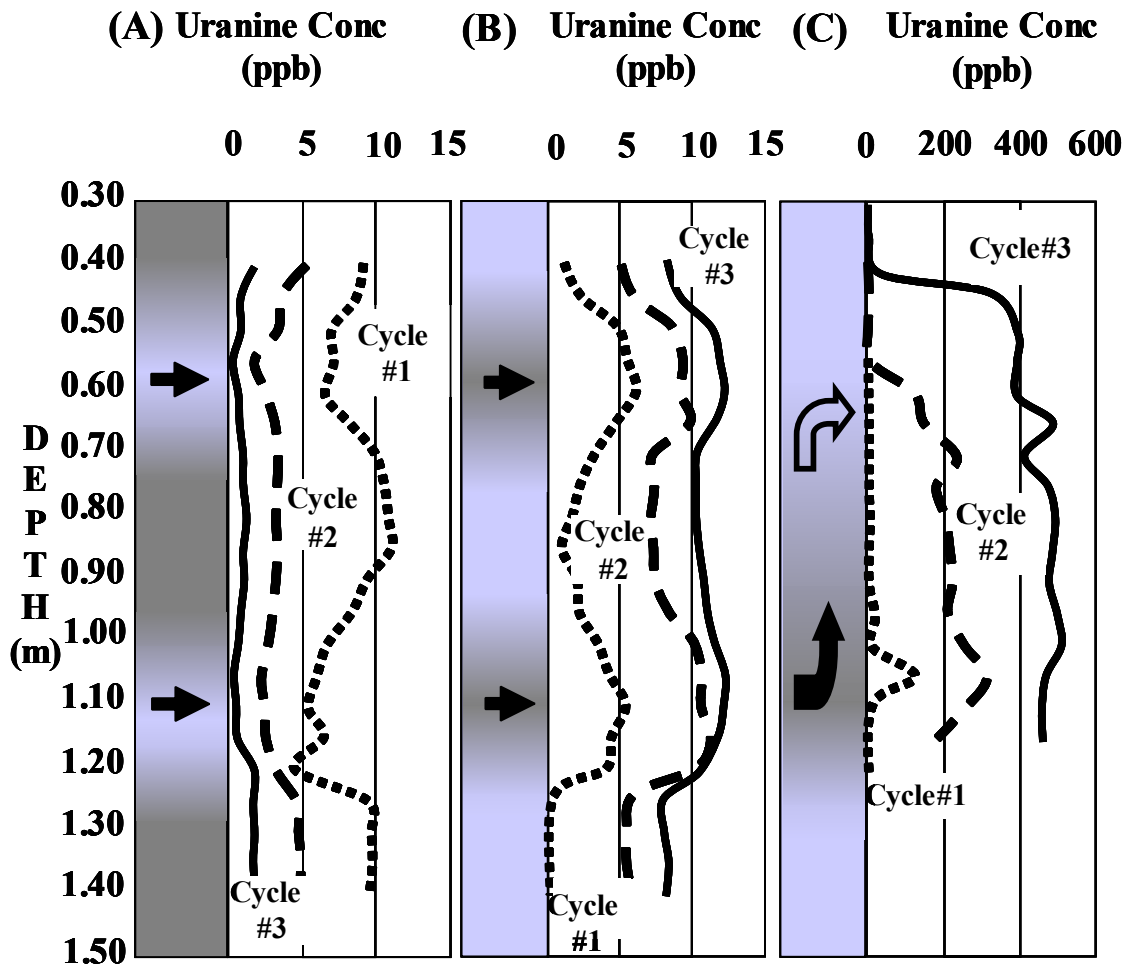 (A) Uranine Conc
(ppb)
(B) Uranine Conc
(ppb)
(C) Uranine Conc
(ppb)
0 5 10 15
0 5 10 15
0 200 400 600
0.30
0.40
0.50
0.60
0.70
0.80
0.90
1.00
1.10
1.20
1.30
1.40
1.50
D
E
P
T
H
(m)
Cycle
#1
Cycle
#2
Cycle
#3
Cycle
#3
Cycle
#2
Cycle
#1
Cycle#3
Cycle
#2
Cycle#1